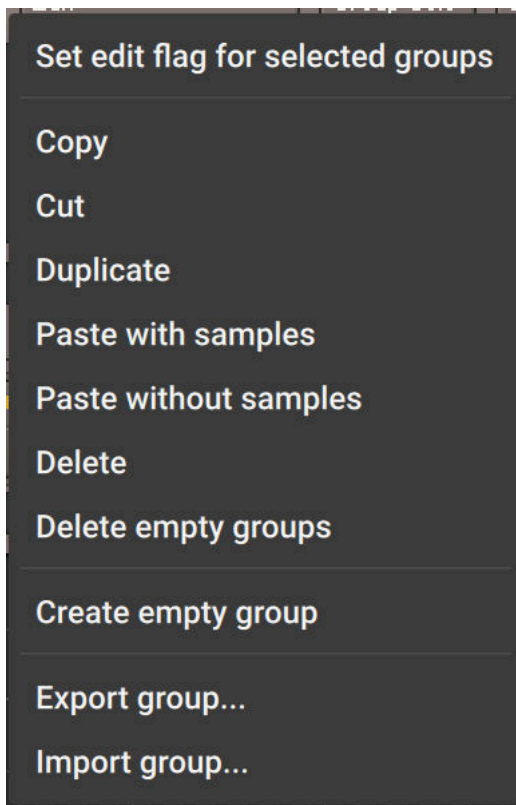 Set edit flag for selected groups
Copy
Cut
Duplicate
Paste with samples
Paste without samples
Delete
Delete empty groups
Create empty group
Export group...
Import group...